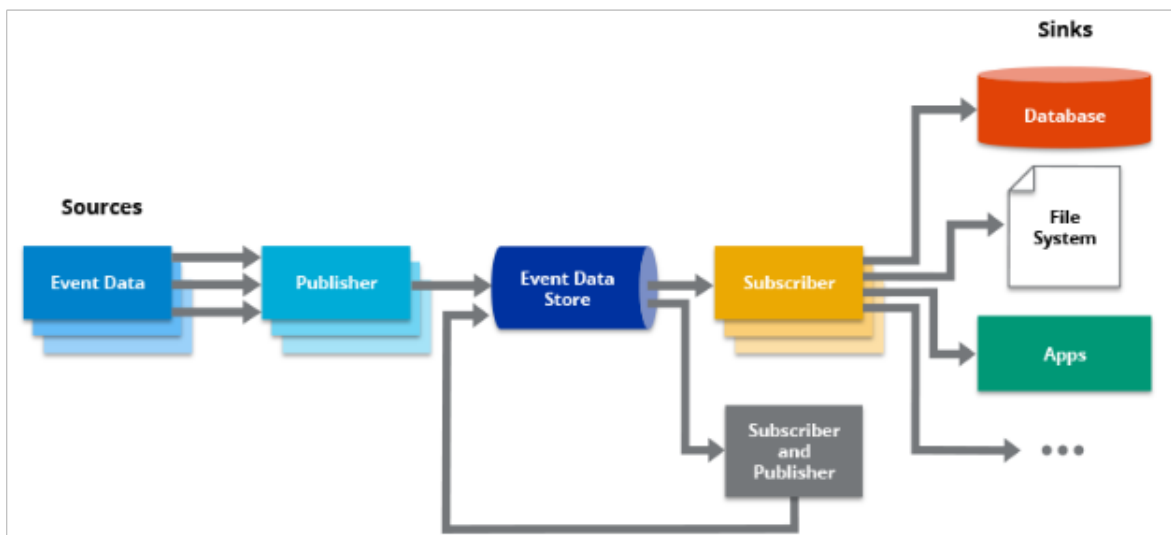 Sinks
Database
Sources
File
System
Event Data
Publisher
Event Data
Store
Subscriber
Apps
Subscriber
and
Publisher